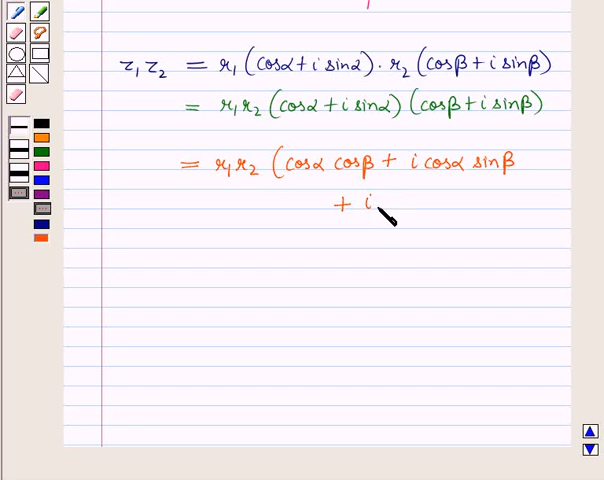 z₁z₂ = r₁(cosα+i sinα) · r₂(cosβ+i sinβ)
= r₁r₂(cosα+i sinα)(cosβ+i sinβ)
= r₁r₂ (cosα cosβ + i cosα sinβ
+ i